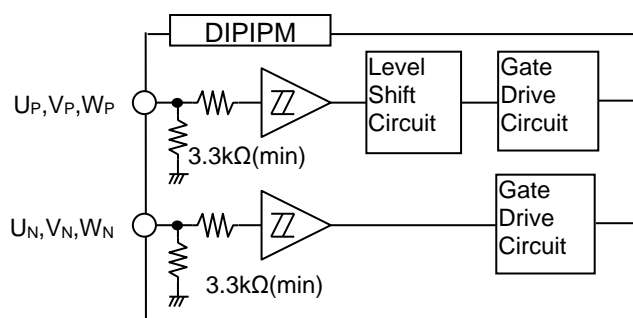 DIPIPM
Level
Shift
Circuit
Gate
Drive
Circuit
UP,VP,WP
3.3kΩ(min)
Gate
Drive
Circuit
UN,VN,WN
3.3kΩ(min)